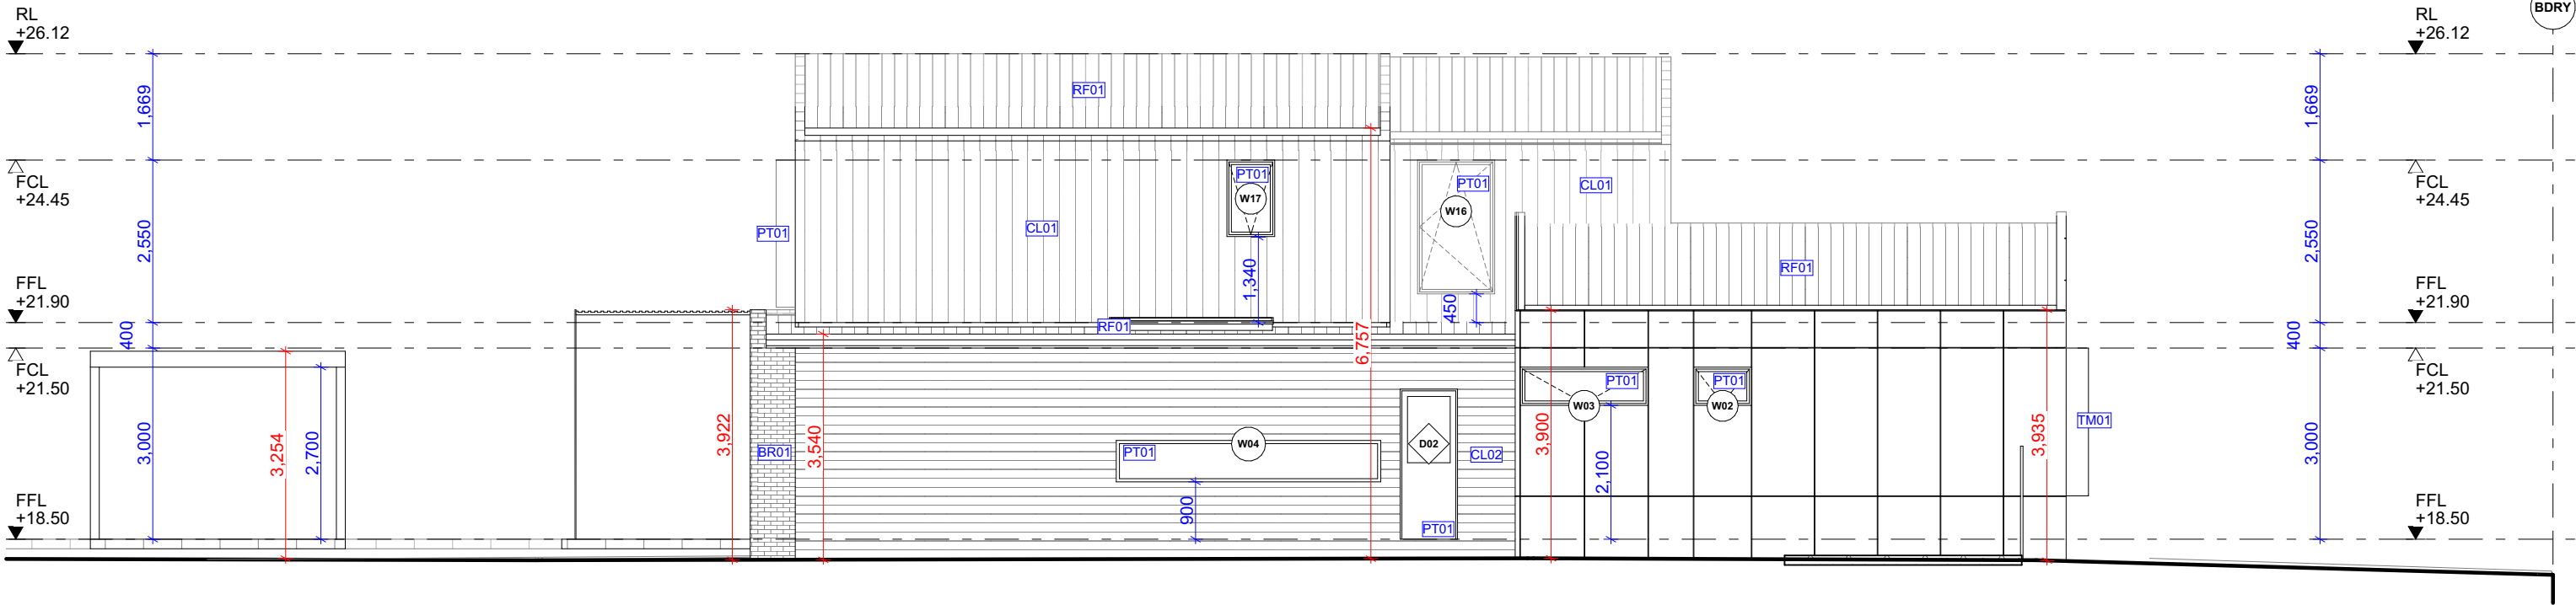 BDRY
RL
+26.12
RL
+26.12
1,669
RF01
1,669
FCL
+24.45
PT01
W17
PT01
W16
CL01
FCL
+24.45
2,550
PT01
CL01
1,340
450
RF01
2,550
FFL
+21.90
FFL
+21.90
400
RF01
6,757
400
FCL
+21.50
FCL
+21.50
3,000
3,254
2,700
3,922
BR01
3,540
PT01
W04
900
D02
PT01
CL02
3,900
W03
PT01
2,100
PT01
W02
3,935
TM01
3,000
FFL
+18.50
FFL
+18.50